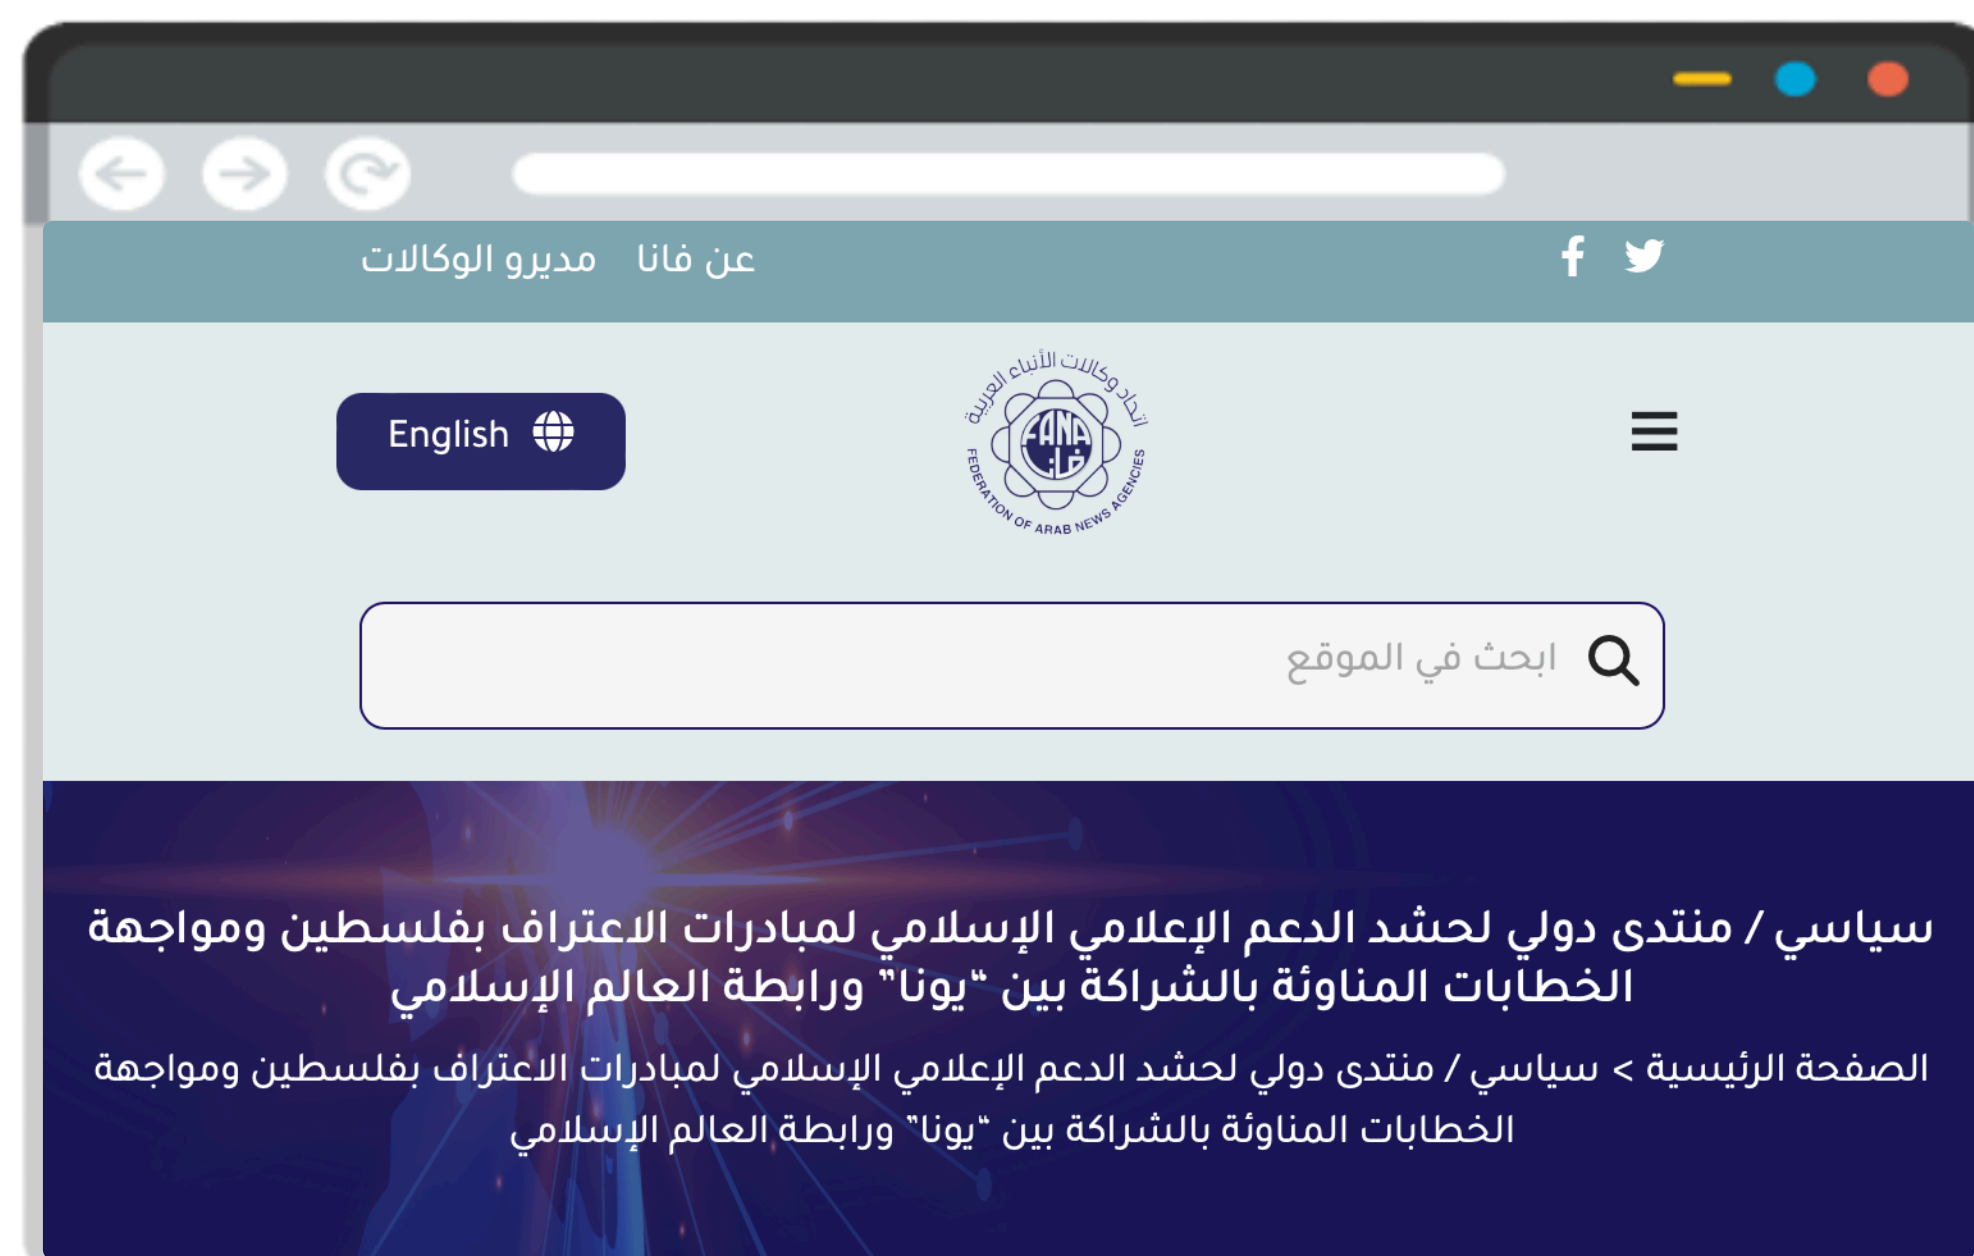 عن فانا   مديرو الوكالات
اتحاد وكالات الأنباء العربية
FANA
فانا
FEDERATION OF ARAB NEWS AGENCIES
English
ابحث في الموقع
سياسي / منتدى دولي لحشد الدعم الإعلامي الإسلامي لمبادرات الاعتراف بفلسطين ومواجهة
الخطابات المناوئة بالشراكة بين “يونا” ورابطة العالم الإسلامي
الصفحة الرئيسية > سياسي / منتدى دولي لحشد الدعم الإعلامي الإسلامي لمبادرات الاعتراف بفلسطين ومواجهة
الخطابات المناوئة بالشراكة بين “يونا” ورابطة العالم الإسلامي